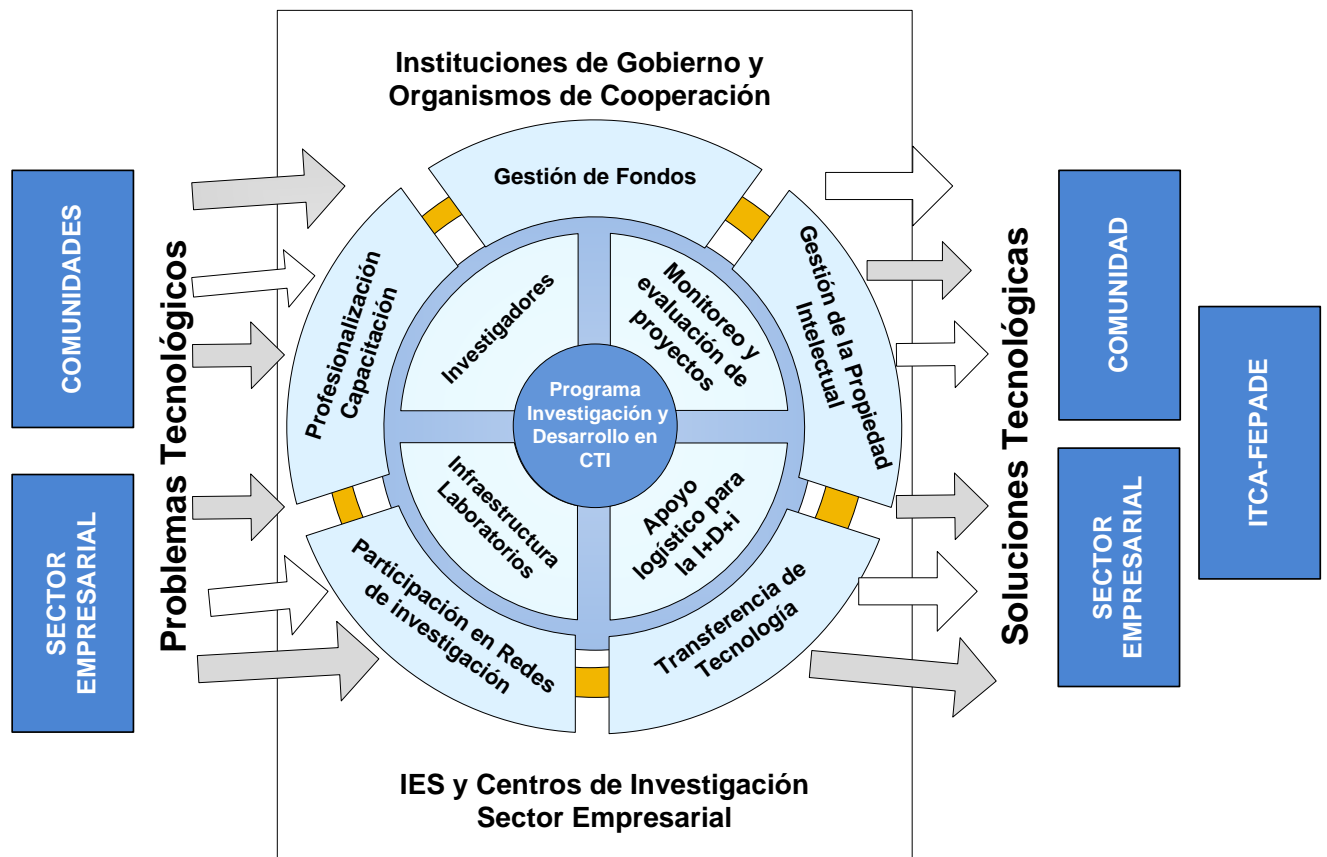 Instituciones de Gobierno y
Organismos de Cooperación
COMUNIDADES
SECTOR
EMPRESARIAL
Problemas Tecnológicos
Gestión de Fondos
Profesionalización
Capacitación
Gestión de la Propiedad
Intelectual
Participación en Redes
de investigación
Transferencia de
Tecnología
Investigadores
Monitoreo y
evaluación de
proyectos
Infraestructura
Laboratorios
Apoyo
logístico para
la I+D+i
Programa
Investigación y
Desarrollo en
CTI
Soluciones Tecnológicas
COMUNIDAD
SECTOR
EMPRESARIAL
ITCA-FEPADE
IES y Centros de Investigación
Sector Empresarial